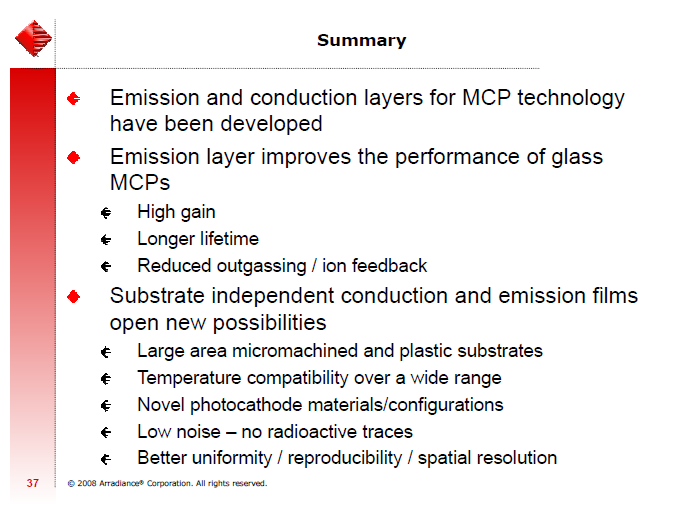 Summary
Emission and conduction layers for MCP technology
have been developed
Emission layer improves the performance of glass
MCPs
High gain
Longer lifetime
Reduced outgassing / ion feedback
Substrate independent conduction and emission films
open new possibilities
Large area micromachined and plastic substrates
Temperature compatibility over a wide range
Novel photocathode materials/configurations
Low noise – no radioactive traces
Better uniformity / reproducibility / spatial resolution
37 © 2008 Arradiance® Corporation. All rights reserved.